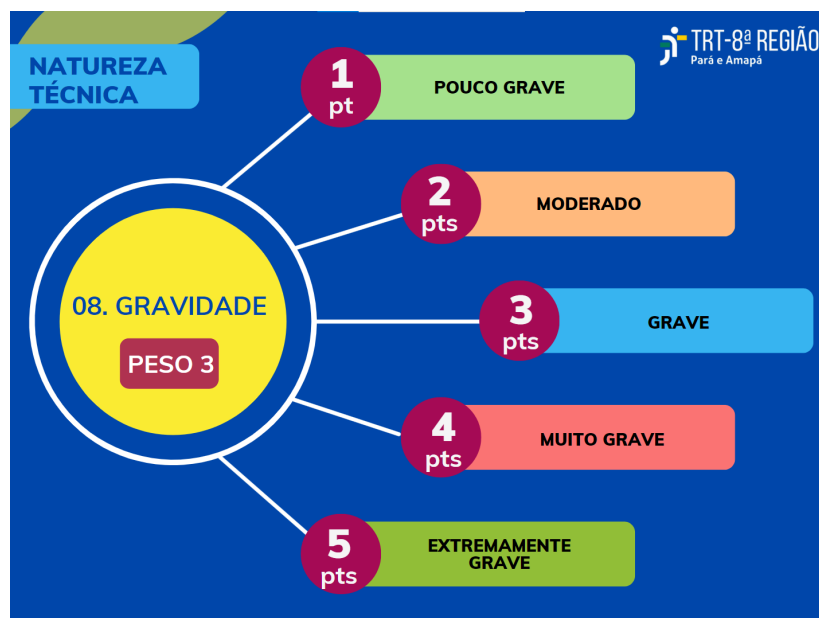 NATUREZA
TÉCNICA
TRT-8ª REGIÃO
Pará e Amapá
1
pt
POUCO GRAVE
2
pts
MODERADO
08. GRAVIDADE
PESO 3
3
pts
GRAVE
4
pts
MUITO GRAVE
5
pts
EXTREMAMENTE
GRAVE